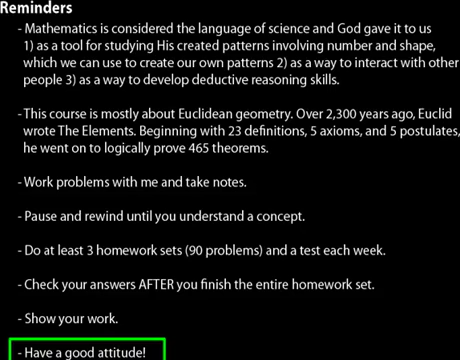 Reminders
- Mathematics is considered the language of science and God gave it to us
1) as a tool for studying His created patterns involving number and shape,
which we can use to create our own patterns 2) as a way to interact with other
people 3) as a way to develop deductive reasoning skills.
- This course is mostly about Euclidean geometry. Over 2,300 years ago, Euclid
wrote The Elements. Beginning with 23 definitions, 5 axioms, and 5 postulates,
he went on to logically prove 465 theorems.
- Work problems with me and take notes.
- Pause and rewind until you understand a concept.
- Do at least 3 homework sets (90 problems) and a test each week.
- Check your answers AFTER you finish the entire homework set.
- Show your work.
- Have a good attitude!